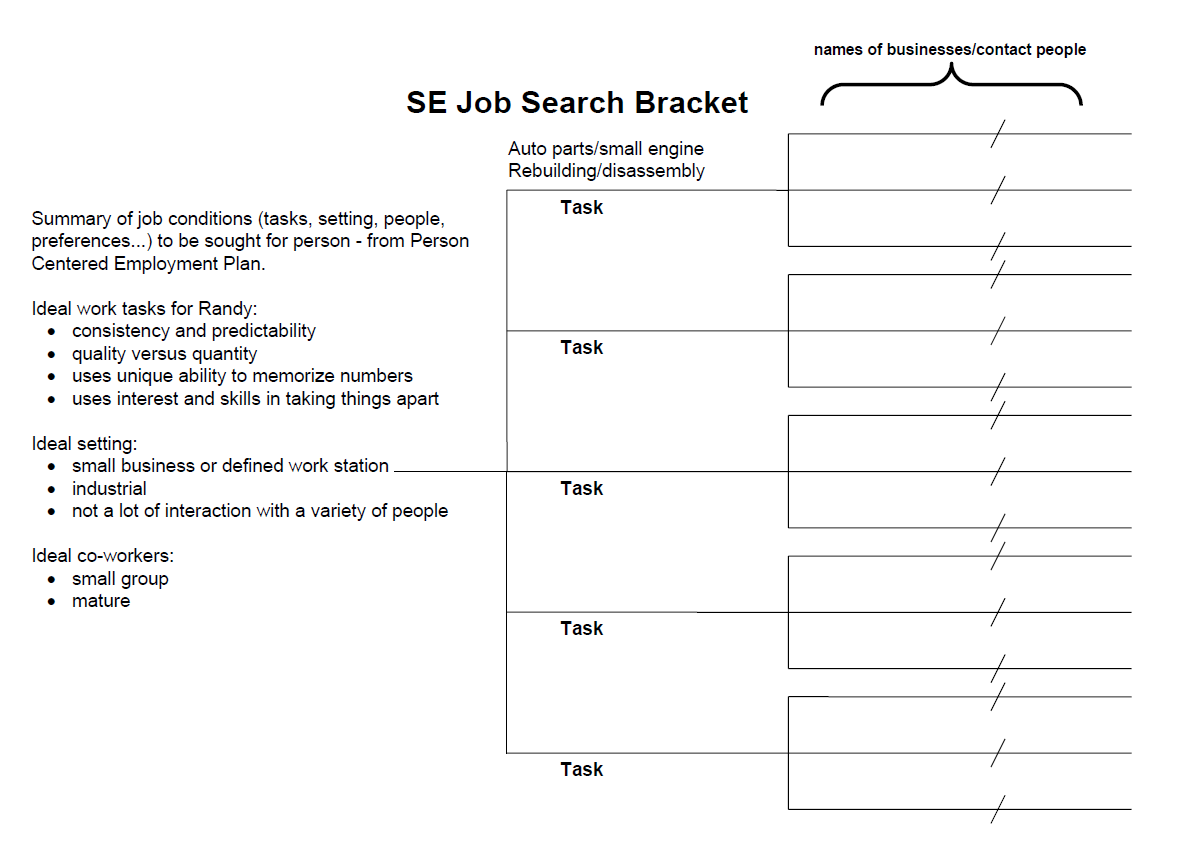 names of businesses/contact people
SE Job Search Bracket
Auto parts/small engine
Rebuilding/disassembly
Task
Summary of job conditions (tasks, setting, people,
preferences...) to be sought for person - from Person
Centered Employment Plan.
Ideal work tasks for Randy:
• consistency and predictability
• quality versus quantity
• uses unique ability to memorize numbers
• uses interest and skills in taking things apart
Ideal setting:
• small business or defined work station
• industrial
• not a lot of interaction with a variety of people
Ideal co-workers:
• small group
• mature
Task
Task
Task
Task